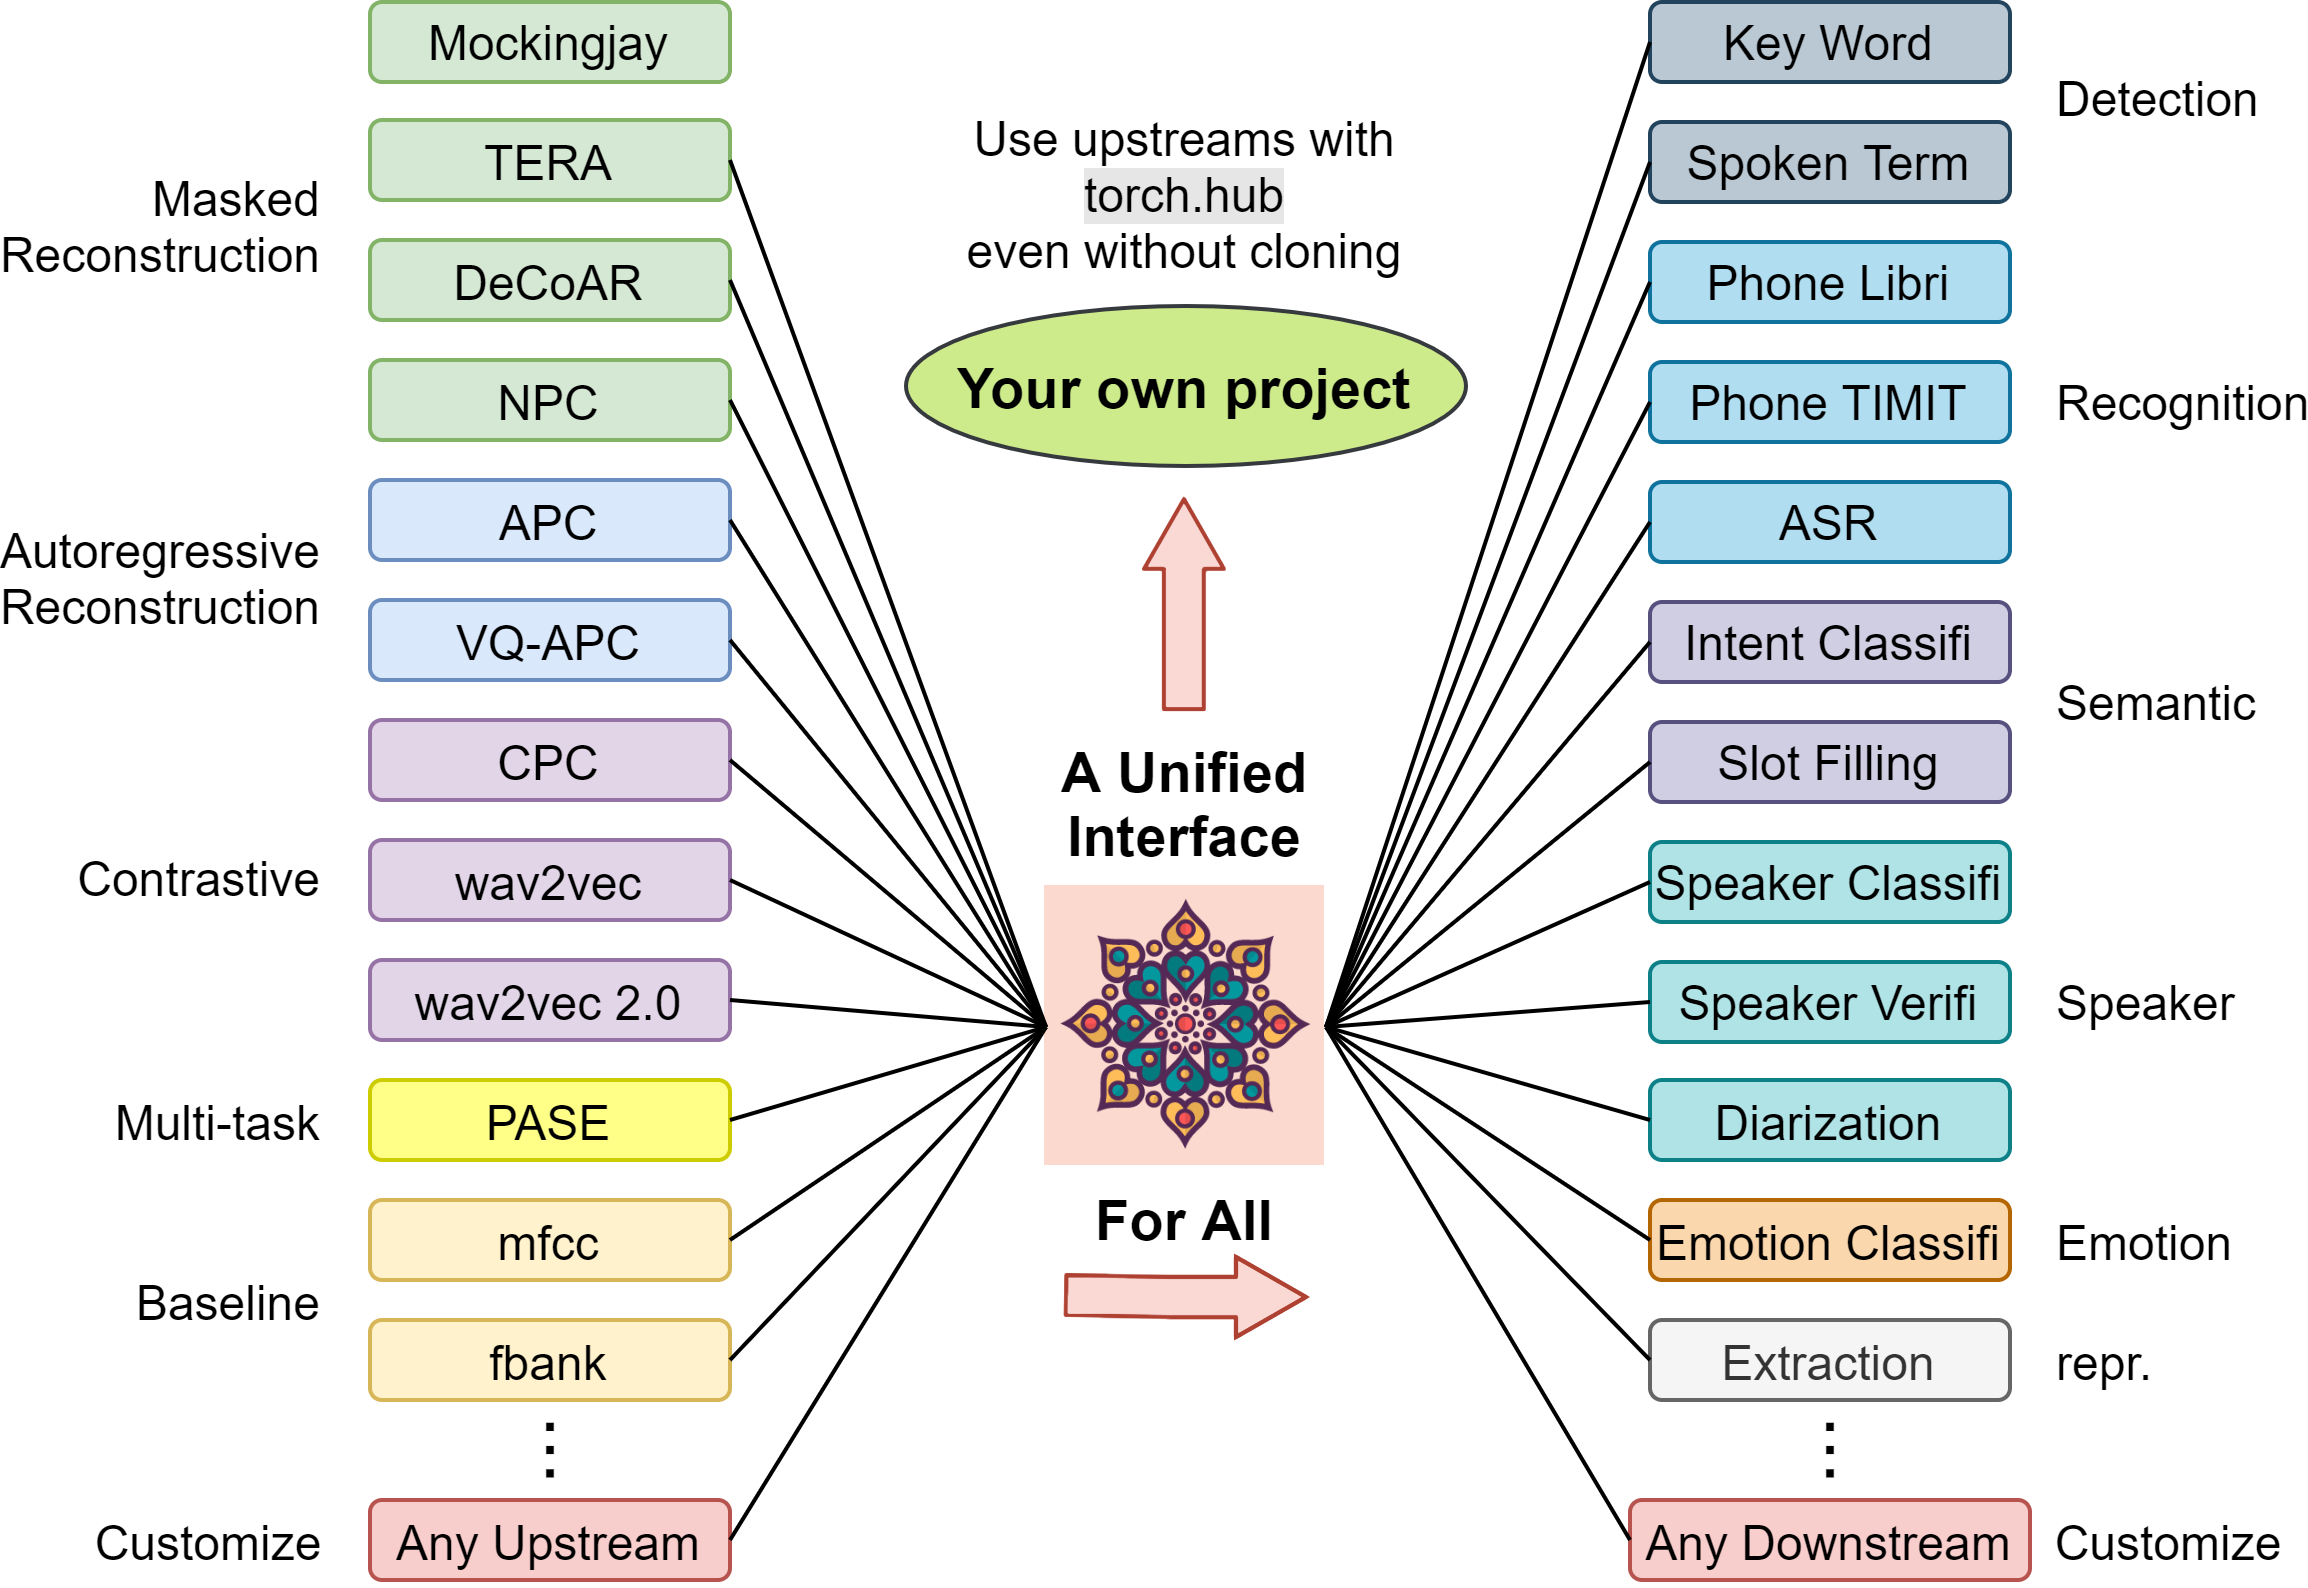 Mockingjay
TERA
Masked
Reconstruction
DeCoAR
NPC
APC
Autoregressive
Reconstruction
VQ-APC
CPC
Contrastive
wav2vec
wav2vec 2.0
Multi-task
PASE
mfcc
Baseline
fbank
Customize
Any Upstream
Use upstreams with
torch.hub
even without cloning
Your own project
A Unified
Interface
For All
Key Word
Detection
Spoken Term
Phone Libri
Phone TIMIT
Recognition
ASR
Intent Classifi
Semantic
Slot Filling
Speaker Classifi
Speaker Verifi
Speaker
Diarization
Emotion Classifi
Emotion
Extraction
repr.
Any Downstream
Customize